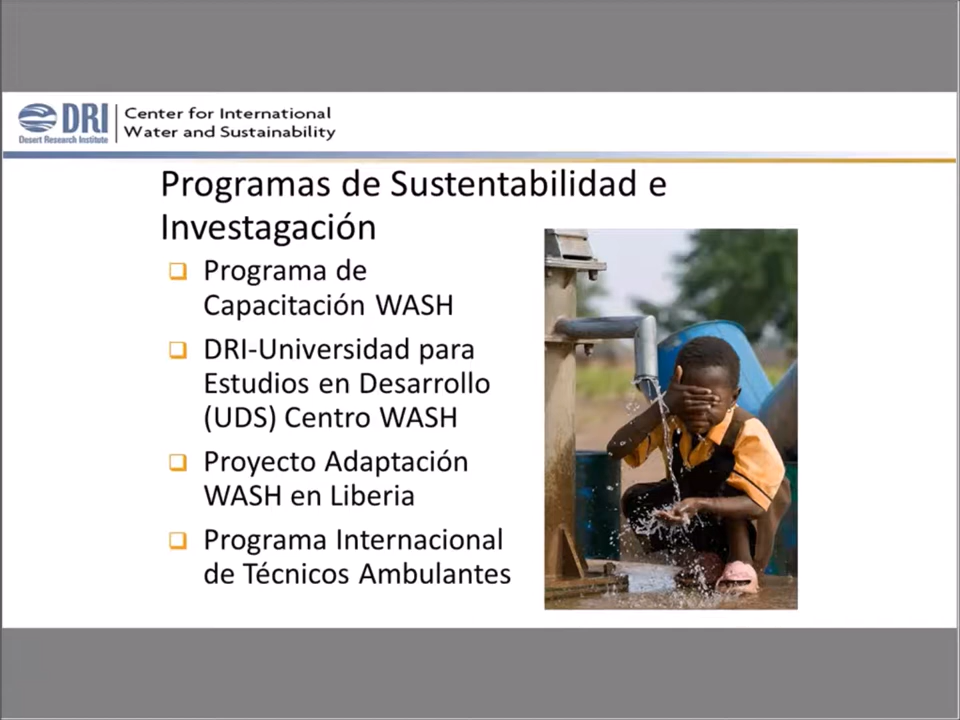 DRI
Desert Research Institute
Center for International
Water and Sustainability
Programas de Sustentabilidad e
Investagación
Programa de
Capacitación WASH
DRI-Universidad para
Estudios en Desarrollo
(UDS) Centro WASH
Proyecto Adaptación
WASH en Liberia
Programa Internacional
de Técnicos Ambulantes